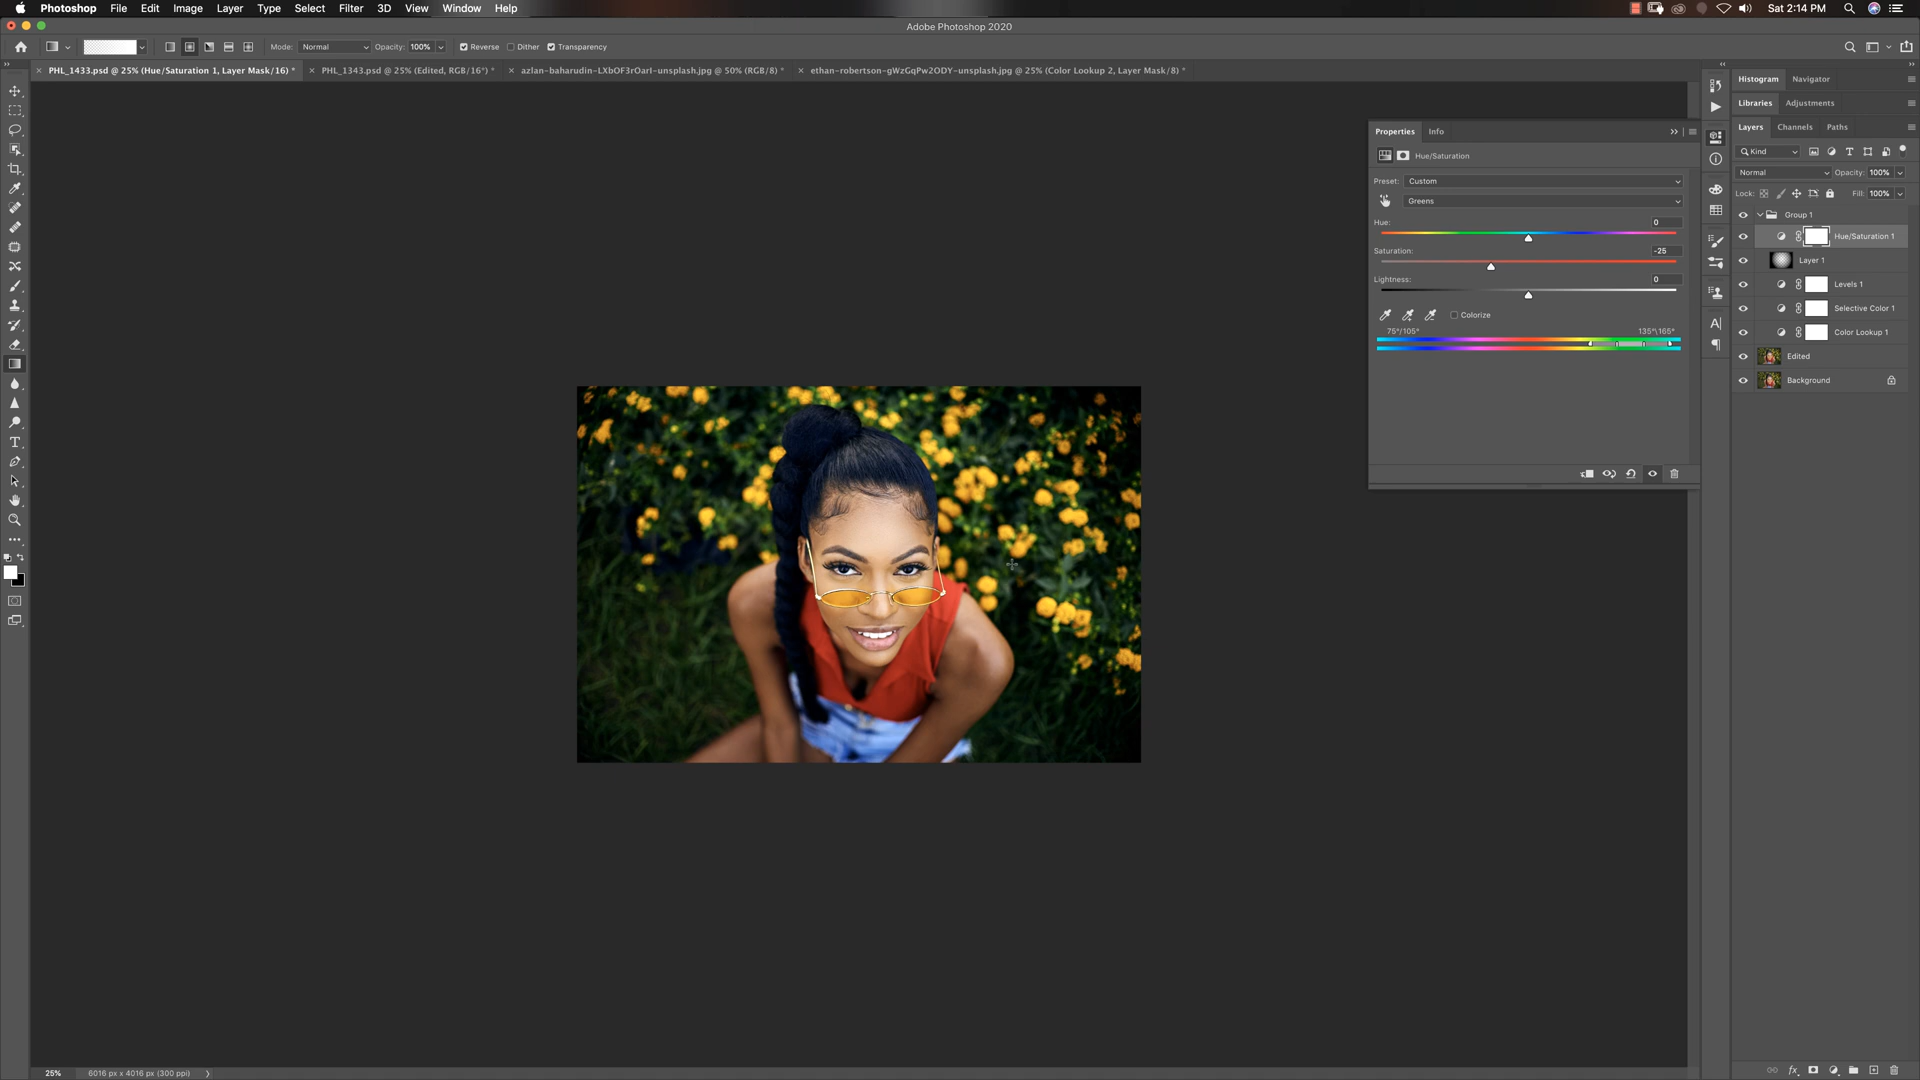 Photoshop File Edit Image Layer Type Select Filter 3D View Window Help Sat 2:14 PM
Adobe Photoshop 2020
Mode: Normal Opacity: 100% Reverse Dither Transparency
PHL_1433.psd @ 25% (Hue/Saturation 1, Layer Mask/16) * PHL_1343.psd @ 25% (Edited, RGB/16*) * azlan-baharudin-LXbOF3rOarI-unsplash.jpg @ 50% (RGB/8) * ethan-robertson-gWzGqPw2ODY-unsplash.jpg @ 25% (Color Lookup 2, Layer Mask/8) *
Histogram Navigator
Libraries Adjustments
Layers Channels Paths
Kind
Normal Opacity: 100%
Lock: Fill: 100%
Group 1
Hue/Saturation 1
Layer 1
Levels 1
Selective Color 1
Color Lookup 1
Edited
Background
Properties Info
Hue/Saturation
Preset: Custom
Greens
Hue: 0
Saturation: -25
Lightness: 0
Colorize
75°/105° 135°\165°
25% 6016 px x 4016 px (300 ppi)